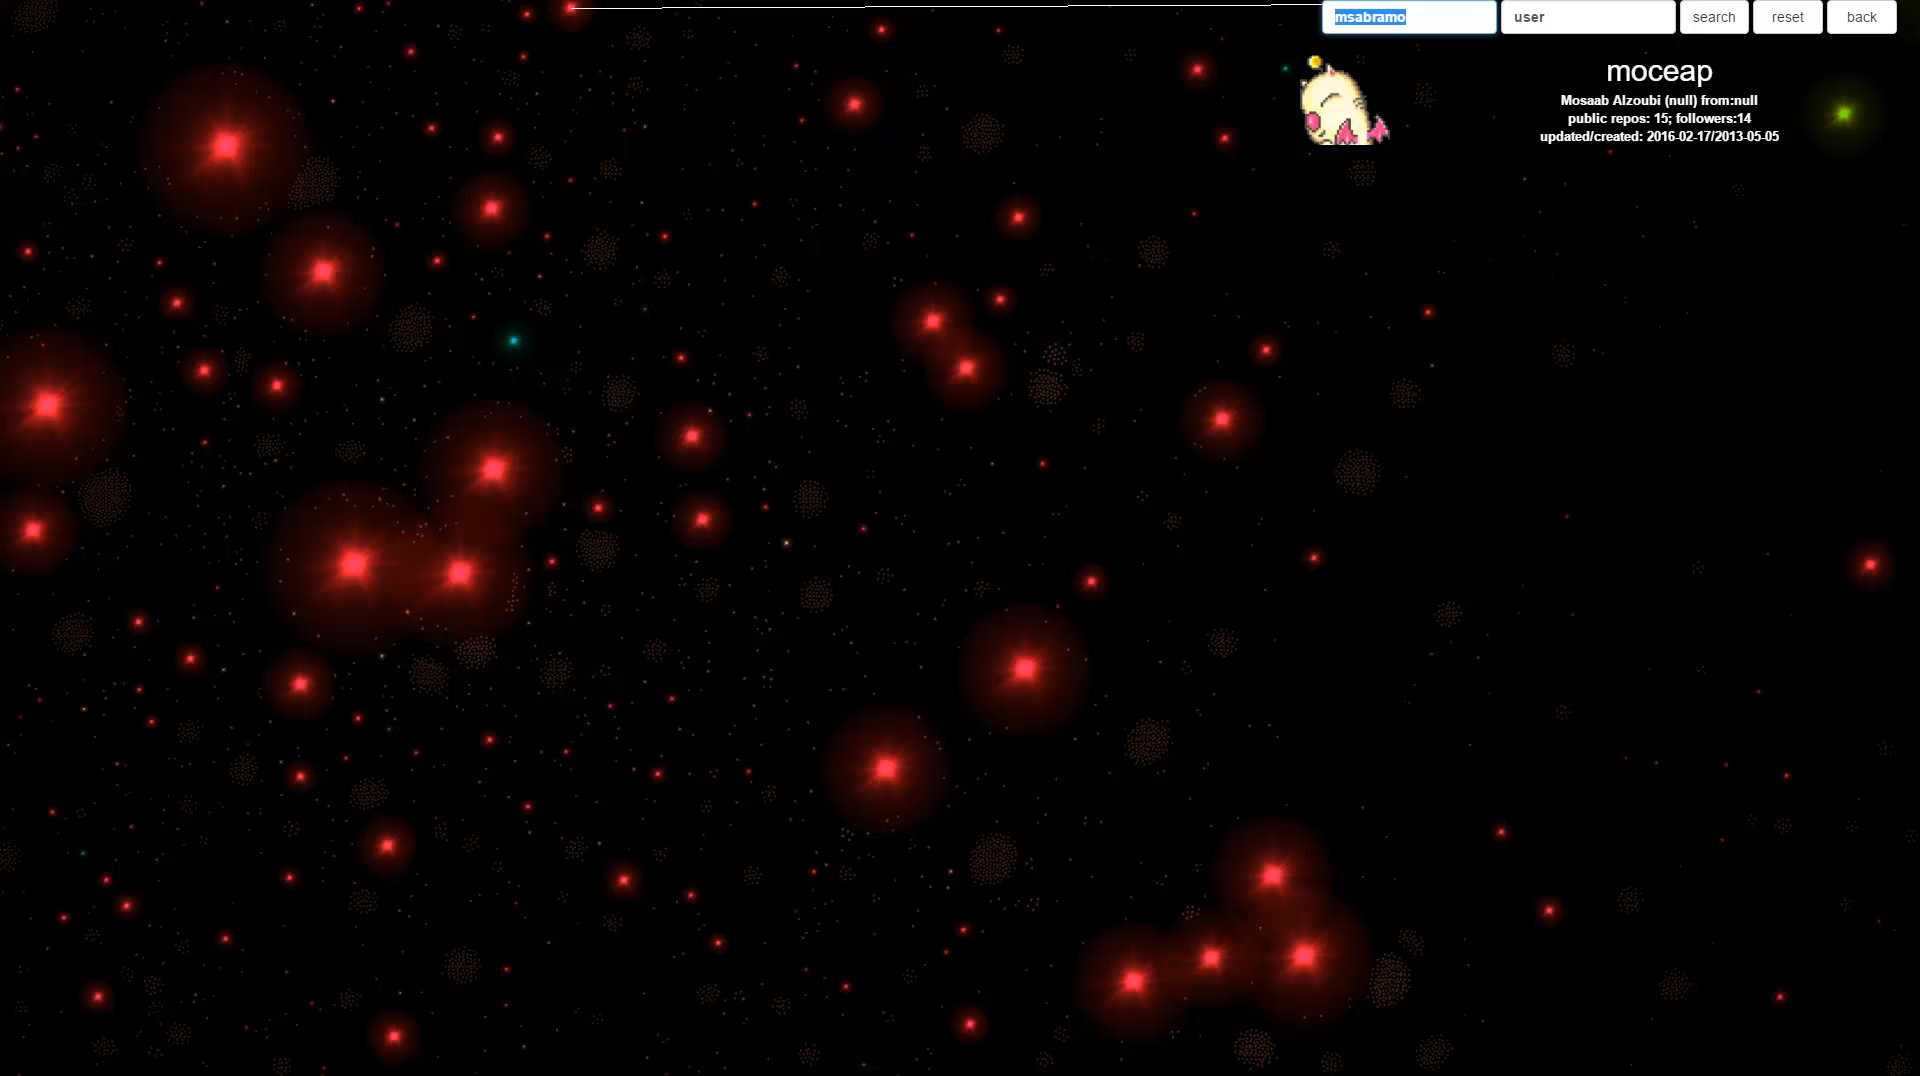 msabramo
user
search
reset
back
moceap
Mosaab Alzoubi (null) from:null
public repos: 15; followers:14
updated/created: 2016-02-17/2013-05-05